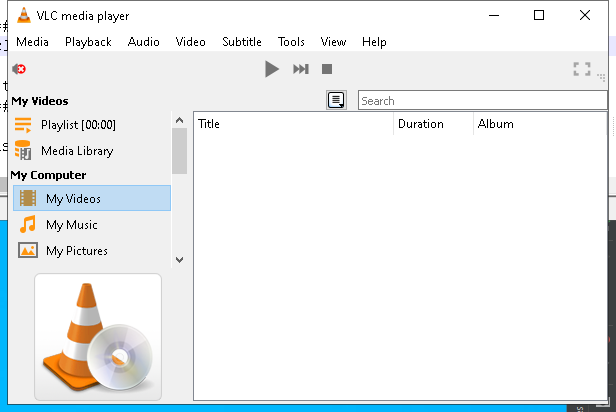 VLC media player
Media Playback Audio Video Subtitle Tools View Help
My Videos
Search
Playlist [00:00]
Media Library
My Computer
My Videos
My Music
My Pictures
Title Duration Album